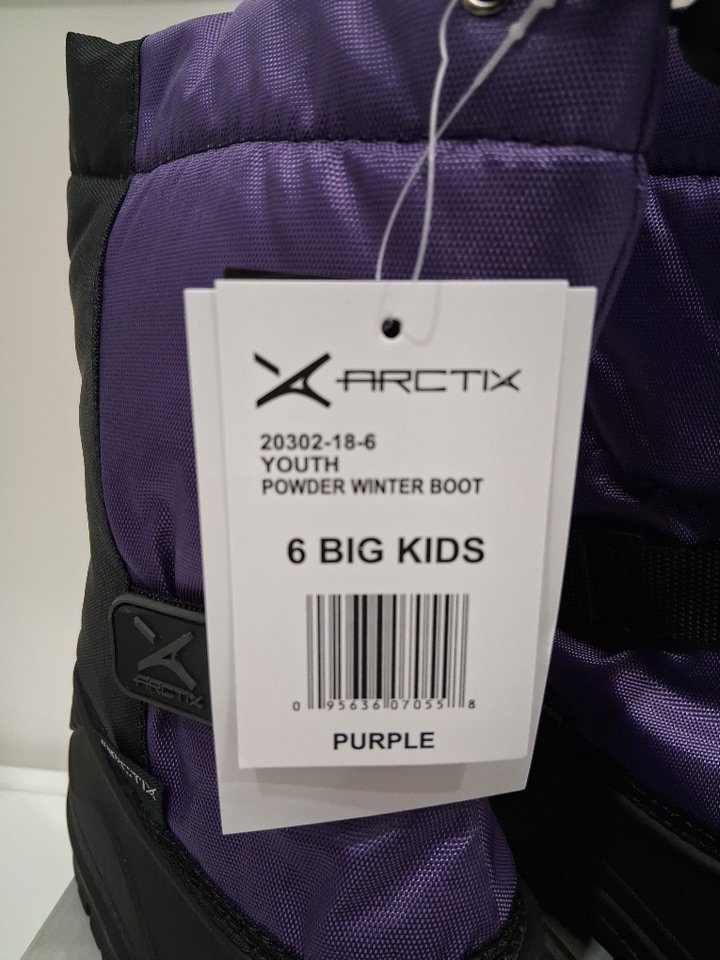 ARCTIX
20302-18-6
YOUTH
POWDER WINTER BOOT
6 BIG KIDS
0 95636 07055 8
PURPLE
ARCTIX
ARCTIX